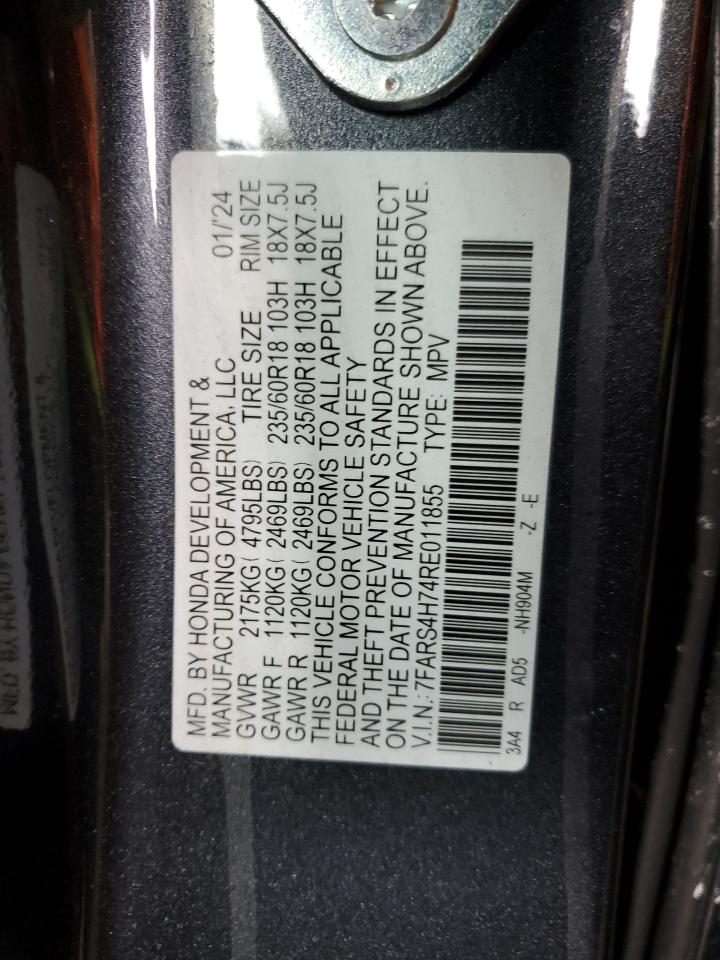 MFD. BY HONDA DEVELOPMENT &
MANUFACTURING OF AMERICA, LLC 01/'24
GVWR 2175KG( 4795LBS) TIRE SIZE RIM SIZE
GAWR F 1120KG( 2469LBS) 235/60R18 103H 18X7.5J
GAWR R 1120KG( 2469LBS) 235/60R18 103H 18X7.5J
THIS VEHICLE CONFORMS TO ALL APPLICABLE
FEDERAL MOTOR VEHICLE SAFETY
AND THEFT PREVENTION STANDARDS IN EFFECT
ON THE DATE OF MANUFACTURE SHOWN ABOVE.
V.I.N.: 7FARS4H74RE011855 TYPE: MPV
3A4 R AD5 -NH904M -Z -E